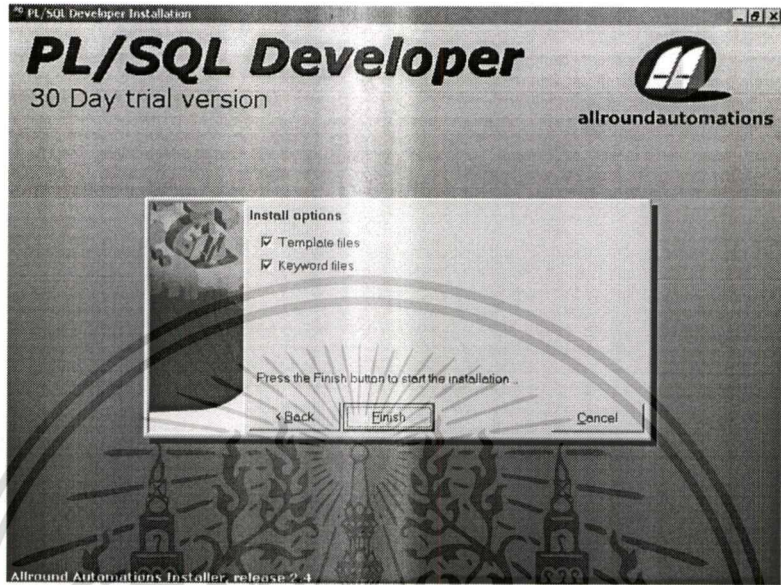 PL/SQL Developer Installation
PL/SQL Developer
30 Day trial version
allroundautomations
Install options
Template files
Keyword files
Press the Finish button to start the installation ..
< Back
Finish
Cancel
Allround Automations Installer, release 2.4